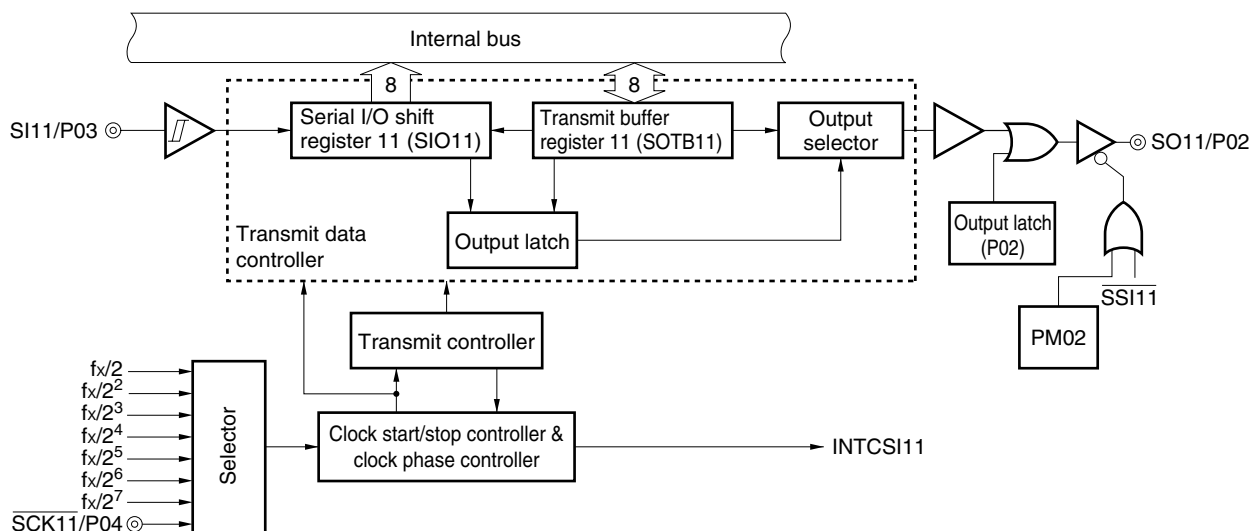 Internal bus
8
8
SI11/P03
Serial I/O shift
register 11 (SIO11)
Transmit buffer
register 11 (SOTB11)
Output
selector
SO11/P02
Transmit data
controller
Output latch
Output latch
(P02)
SSI11
PM02
Transmit controller
fx/2
fx/2²
fx/2³
fx/2⁴
fx/2⁵
fx/2⁶
fx/2⁷
SCK11/P04
Selector
Clock start/stop controller &
clock phase controller
INTCSI11